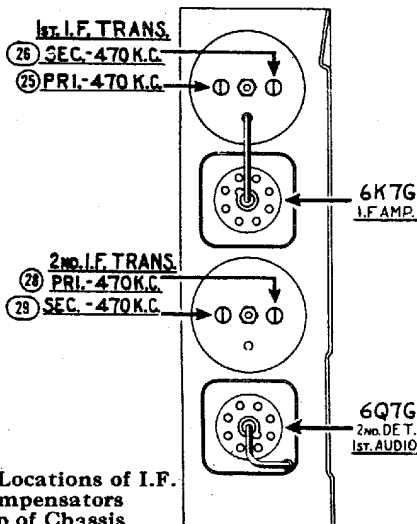 1ST. I.F. TRANS.
26 SEC.-470 K.C.
25 PRI.-470 K.C.
6K7G
I.F. AMP.
2ND. I.F. TRANS.
28 PRI.-470 K.C.
29 SEC.-470 K.C.
6Q7G
2ND. DET.
1ST. AUDIO
Locations of I.F.
mpensators
p of Chassis